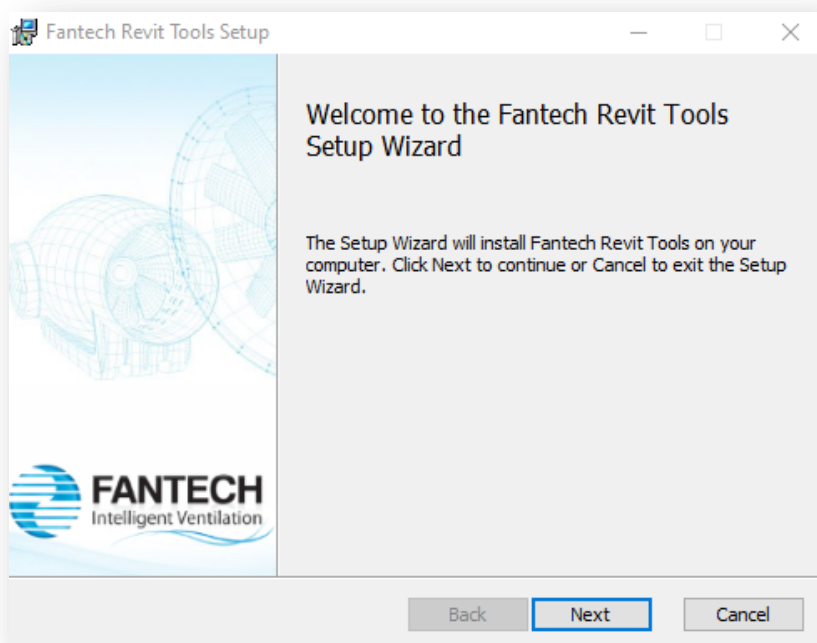 Fantech Revit Tools Setup
Welcome to the Fantech Revit Tools
Setup Wizard
The Setup Wizard will install Fantech Revit Tools on your
computer. Click Next to continue or Cancel to exit the Setup
Wizard.
FANTECH
Intelligent Ventilation
Back
Next
Cancel